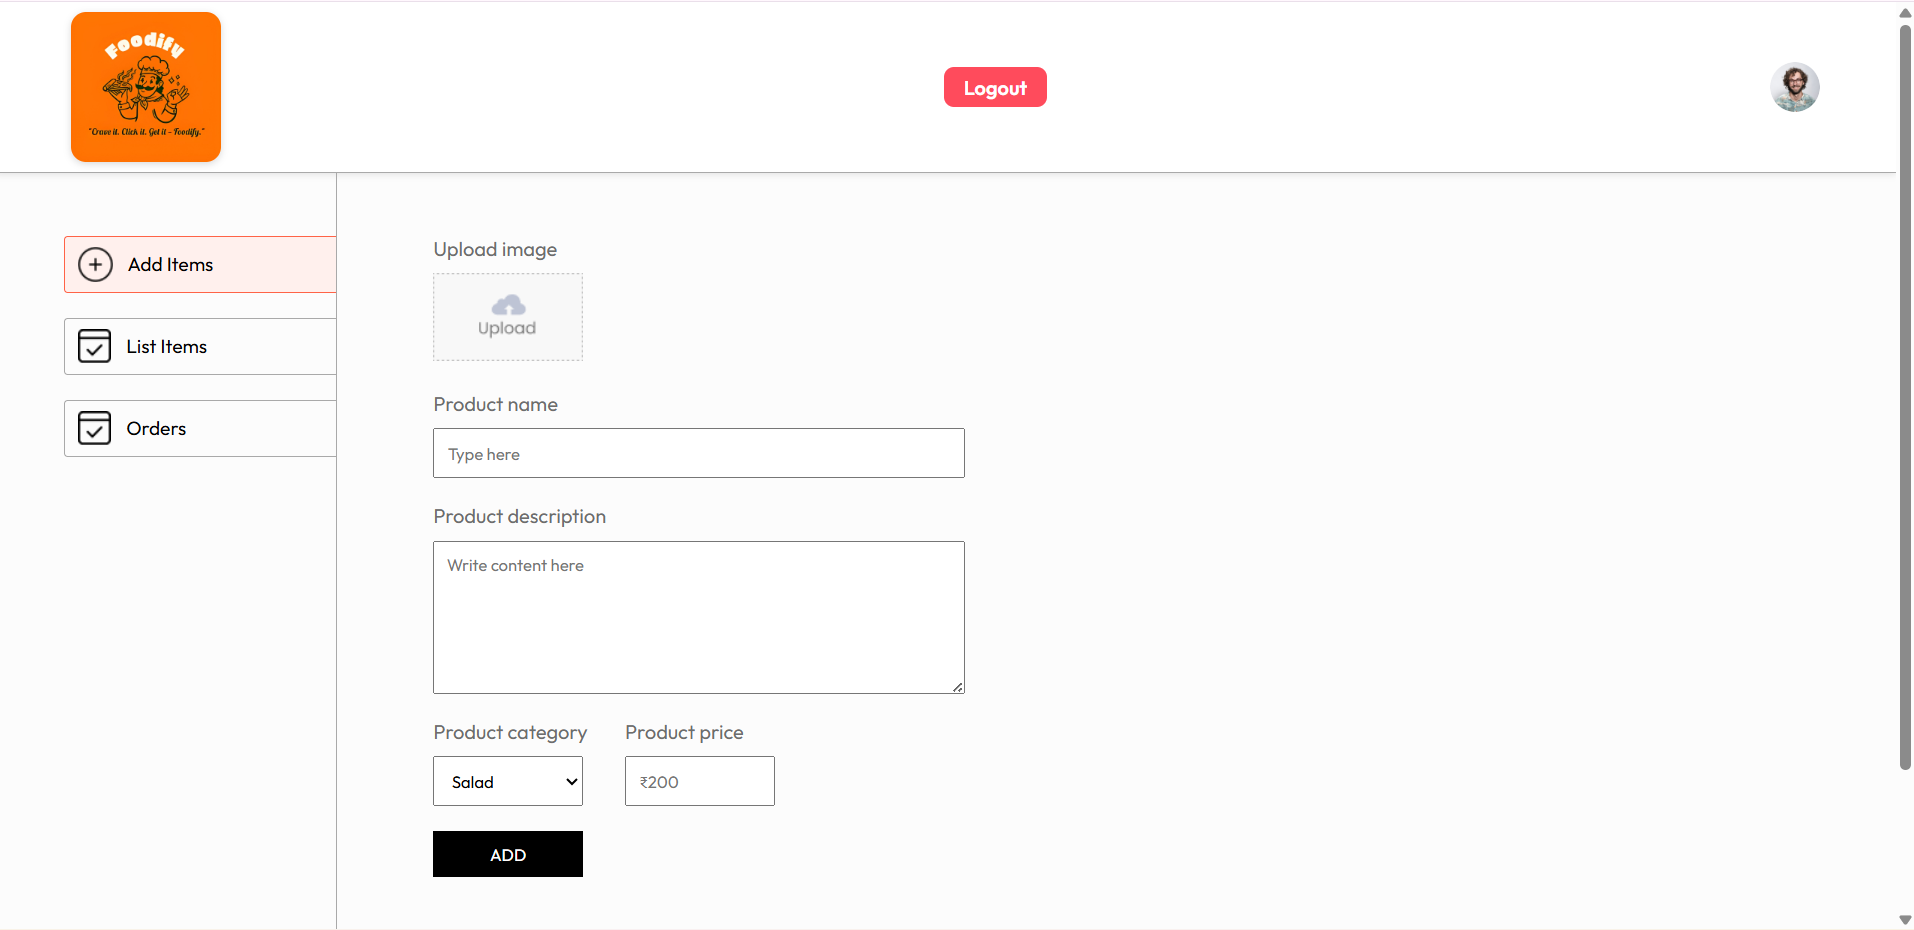 Foodify
"Crave it. Click it. Get it - Foodify."
Logout
Add Items
List Items
Orders
Upload image
Upload
Product name
Type here
Product description
Write content here
Product category
Product price
Salad
₹200
ADD